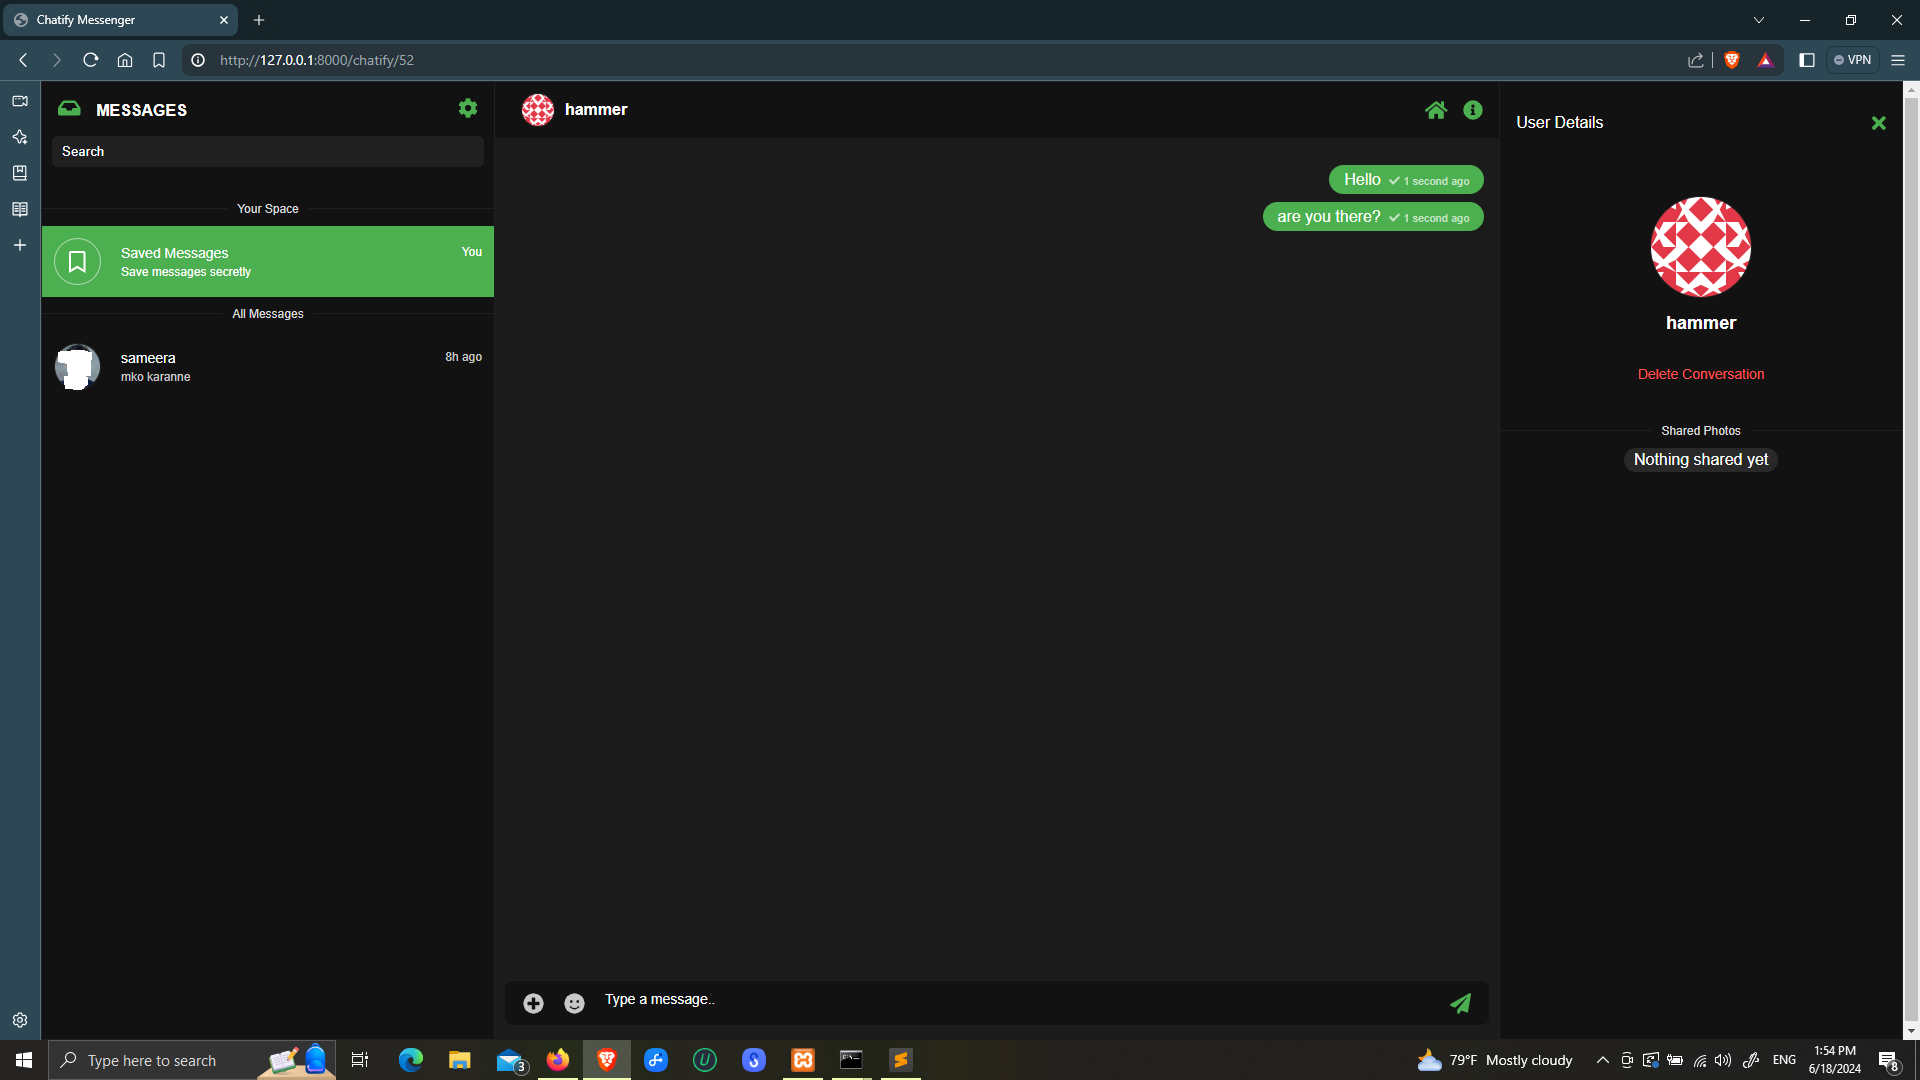 Chatify Messenger
http://127.0.0.1:8000/chatify/52
VPN
MESSAGES
Search
Your Space
Saved Messages
You
Save messages secretly
All Messages
sameera
8h ago
mko karanne
hammer
Hello 1 second ago
are you there? 1 second ago
Type a message..
User Details
hammer
Delete Conversation
Shared Photos
Nothing shared yet
Type here to search
3
79°F Mostly cloudy
ENG
1:54 PM
6/18/2024
8